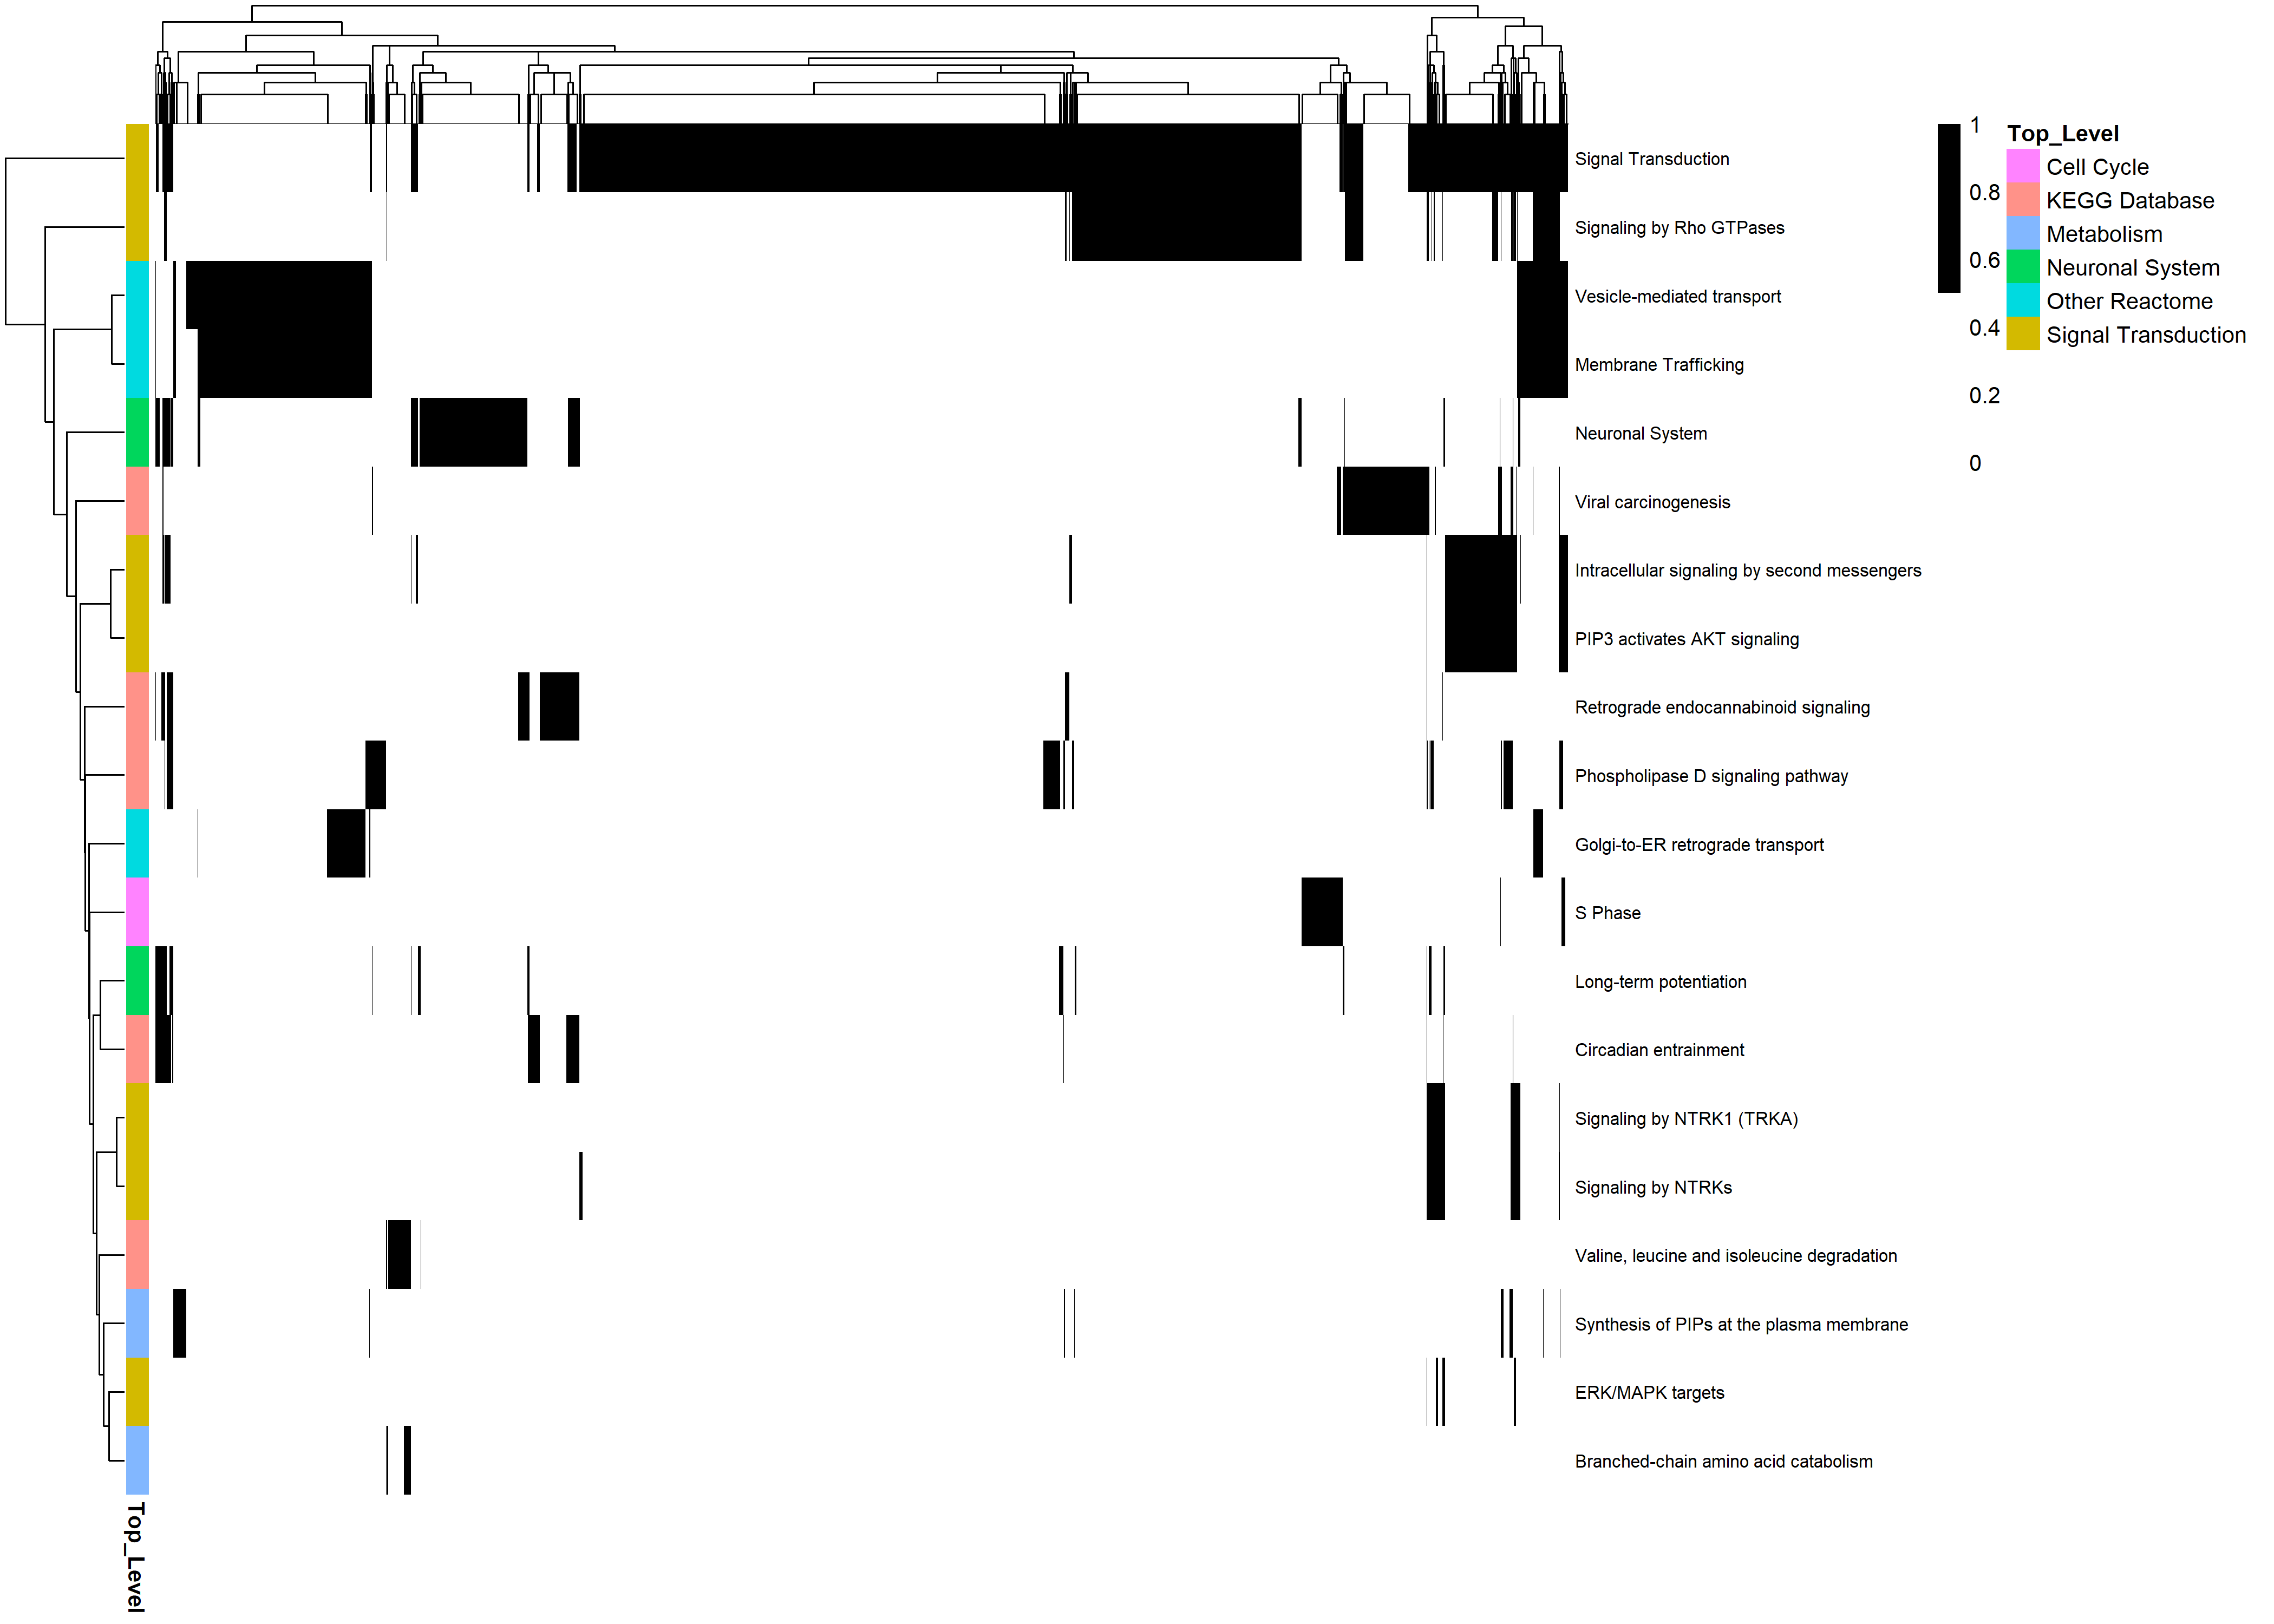 Signal Transduction
Signaling by Rho GTPases
Vesicle-mediated transport
Membrane Trafficking
Neuronal System
Viral carcinogenesis
Intracellular signaling by second messengers
PIP3 activates AKT signaling
Retrograde endocannabinoid signaling
Phospholipase D signaling pathway
Golgi-to-ER retrograde transport
S Phase
Long-term potentiation
Circadian entrainment
Signaling by NTRK1 (TRKA)
Signaling by NTRKs
Valine, leucine and isoleucine degradation
Synthesis of PIPs at the plasma membrane
ERK/MAPK targets
Branched-chain amino acid catabolism
Top_Level
1
0.8
0.6
0.4
0.2
0
Top_Level
Cell Cycle
KEGG Database
Metabolism
Neuronal System
Other Reactome
Signal Transduction